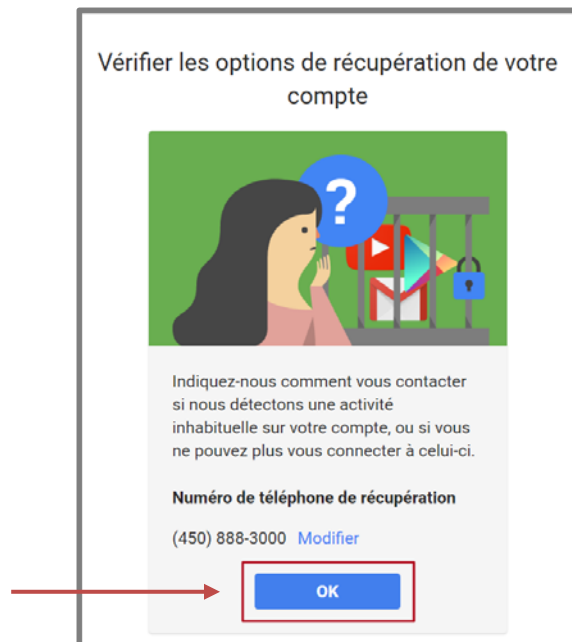 Vérifier les options de récupération de votre
compte
?
Indiquez-nous comment vous contacter
si nous détectons une activité
inhabituelle sur votre compte, ou si vous
ne pouvez plus vous connecter à celui-ci.
Numéro de téléphone de récupération
(450) 888-3000 Modifier
OK